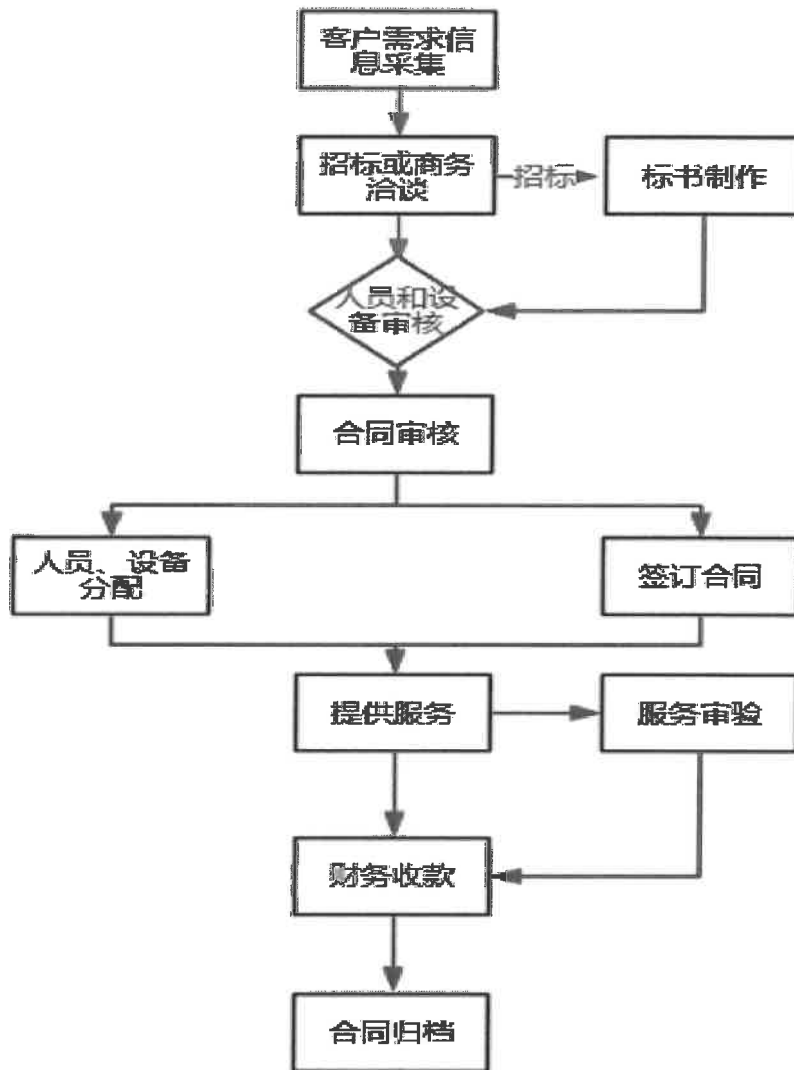 客户需求信
息采集
招标或商务
洽谈
招标
标书制作
人员和设
备审核
合同审核
人员、设备
分配
签订合同
提供服务
服务审验
财务收款
合同归档